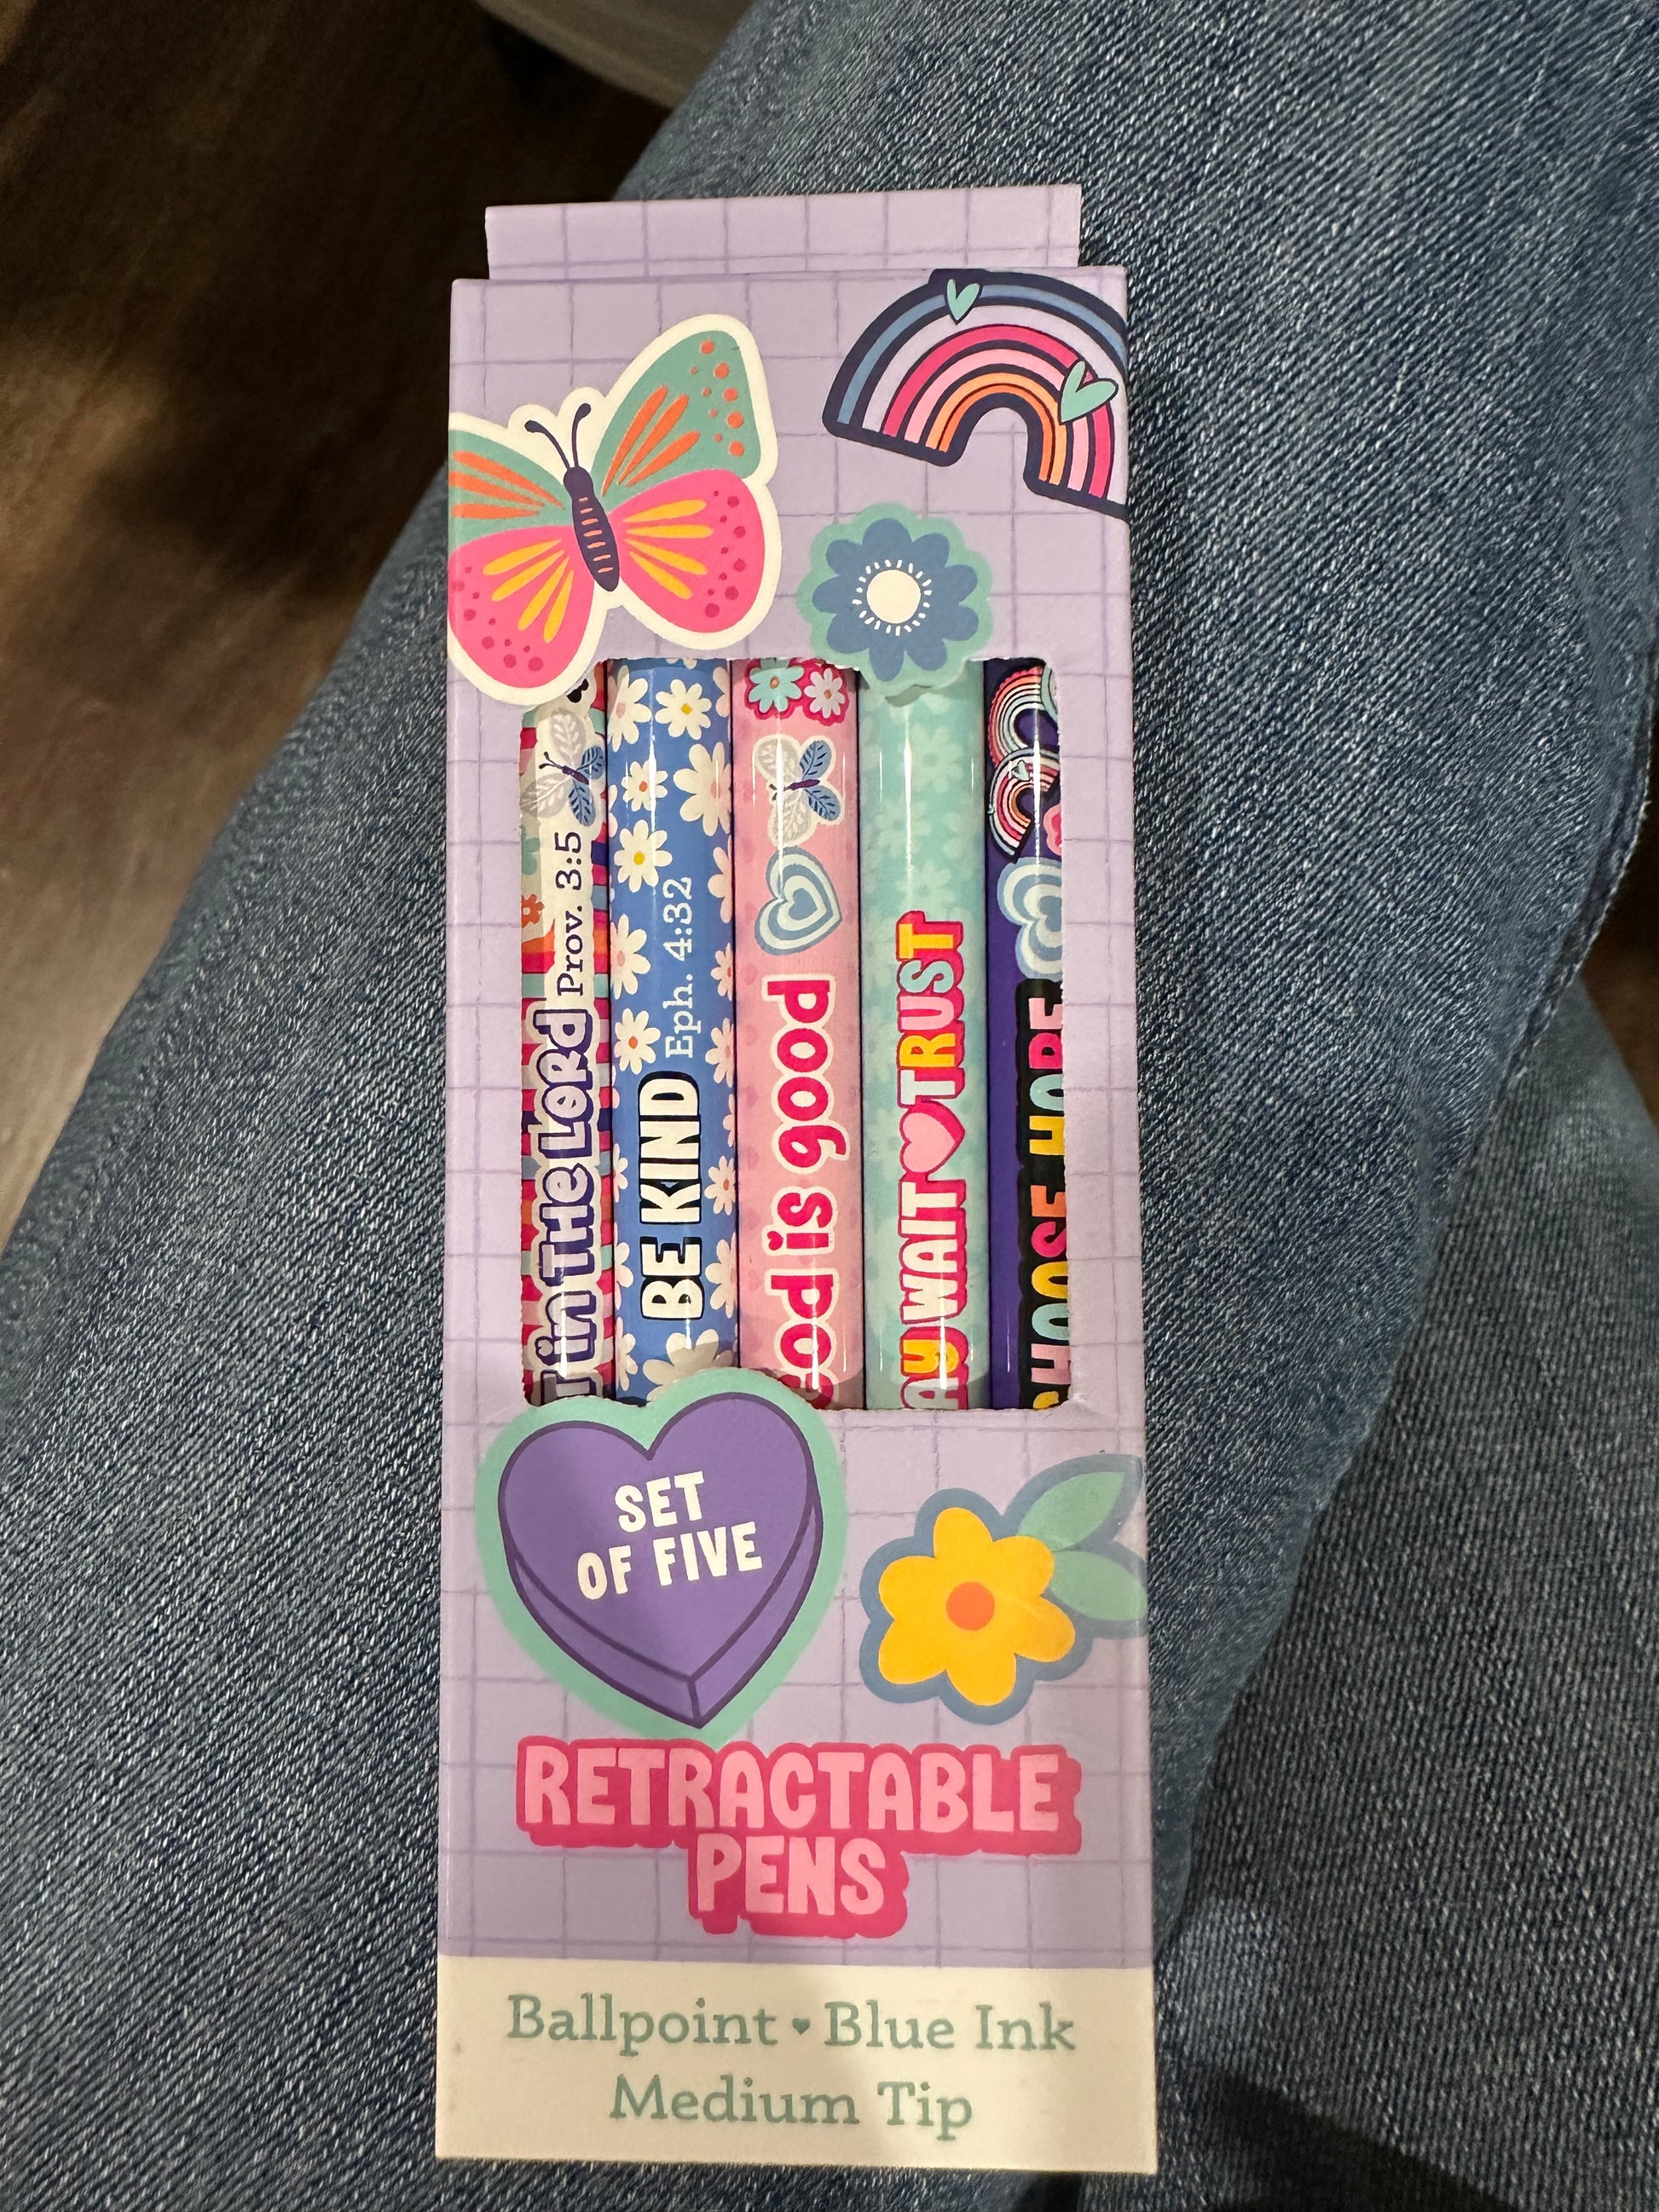 in THE LORD Prov. 3:5
BE KIND Eph. 4:32
is good
WAIT TRUST
HOPE
SET
OF FIVE
RETRACTABLE
PENS
Ballpoint • Blue Ink
Medium Tip